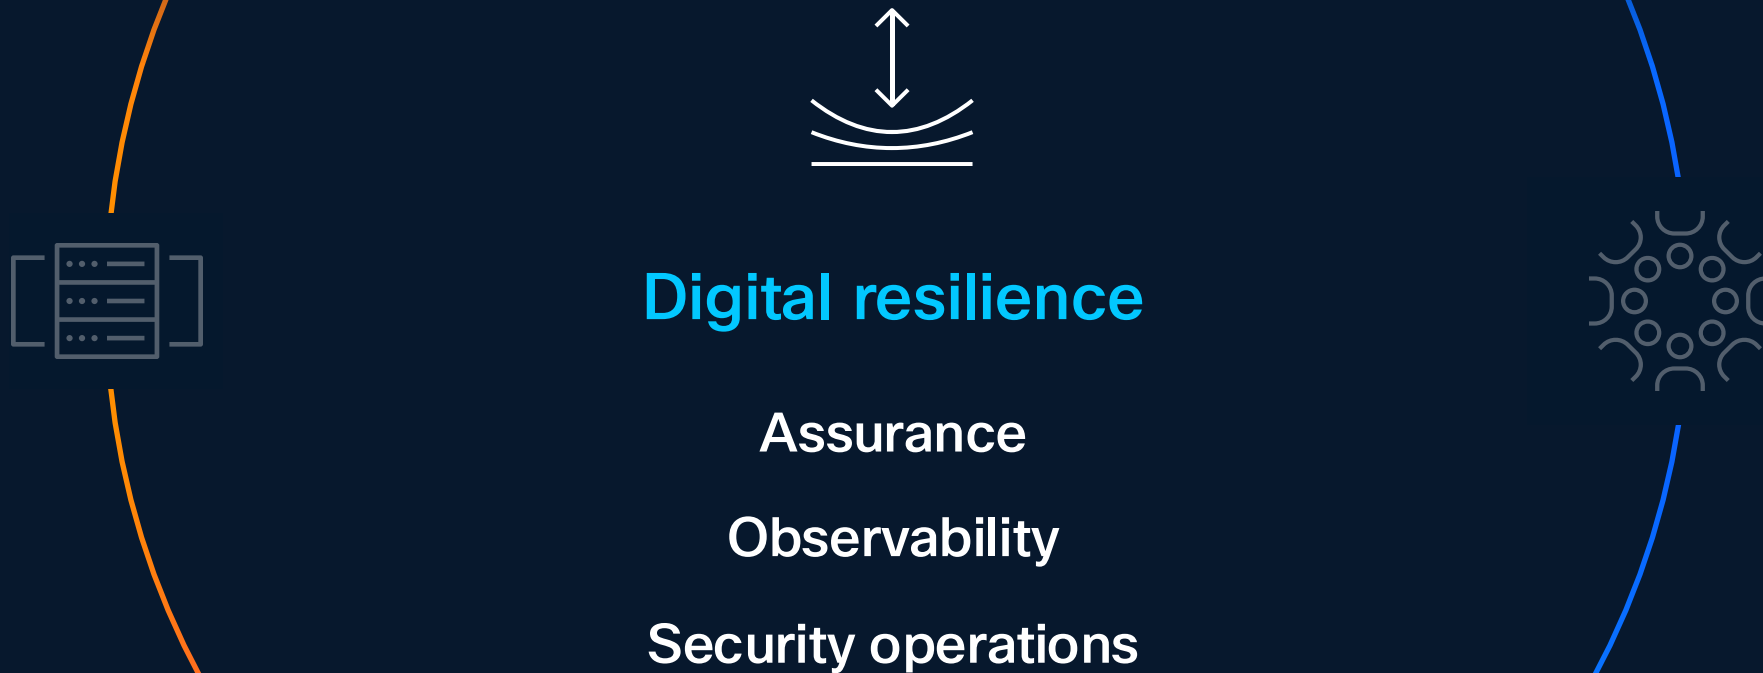 Digital resilience
Assurance
Observability
Security operations